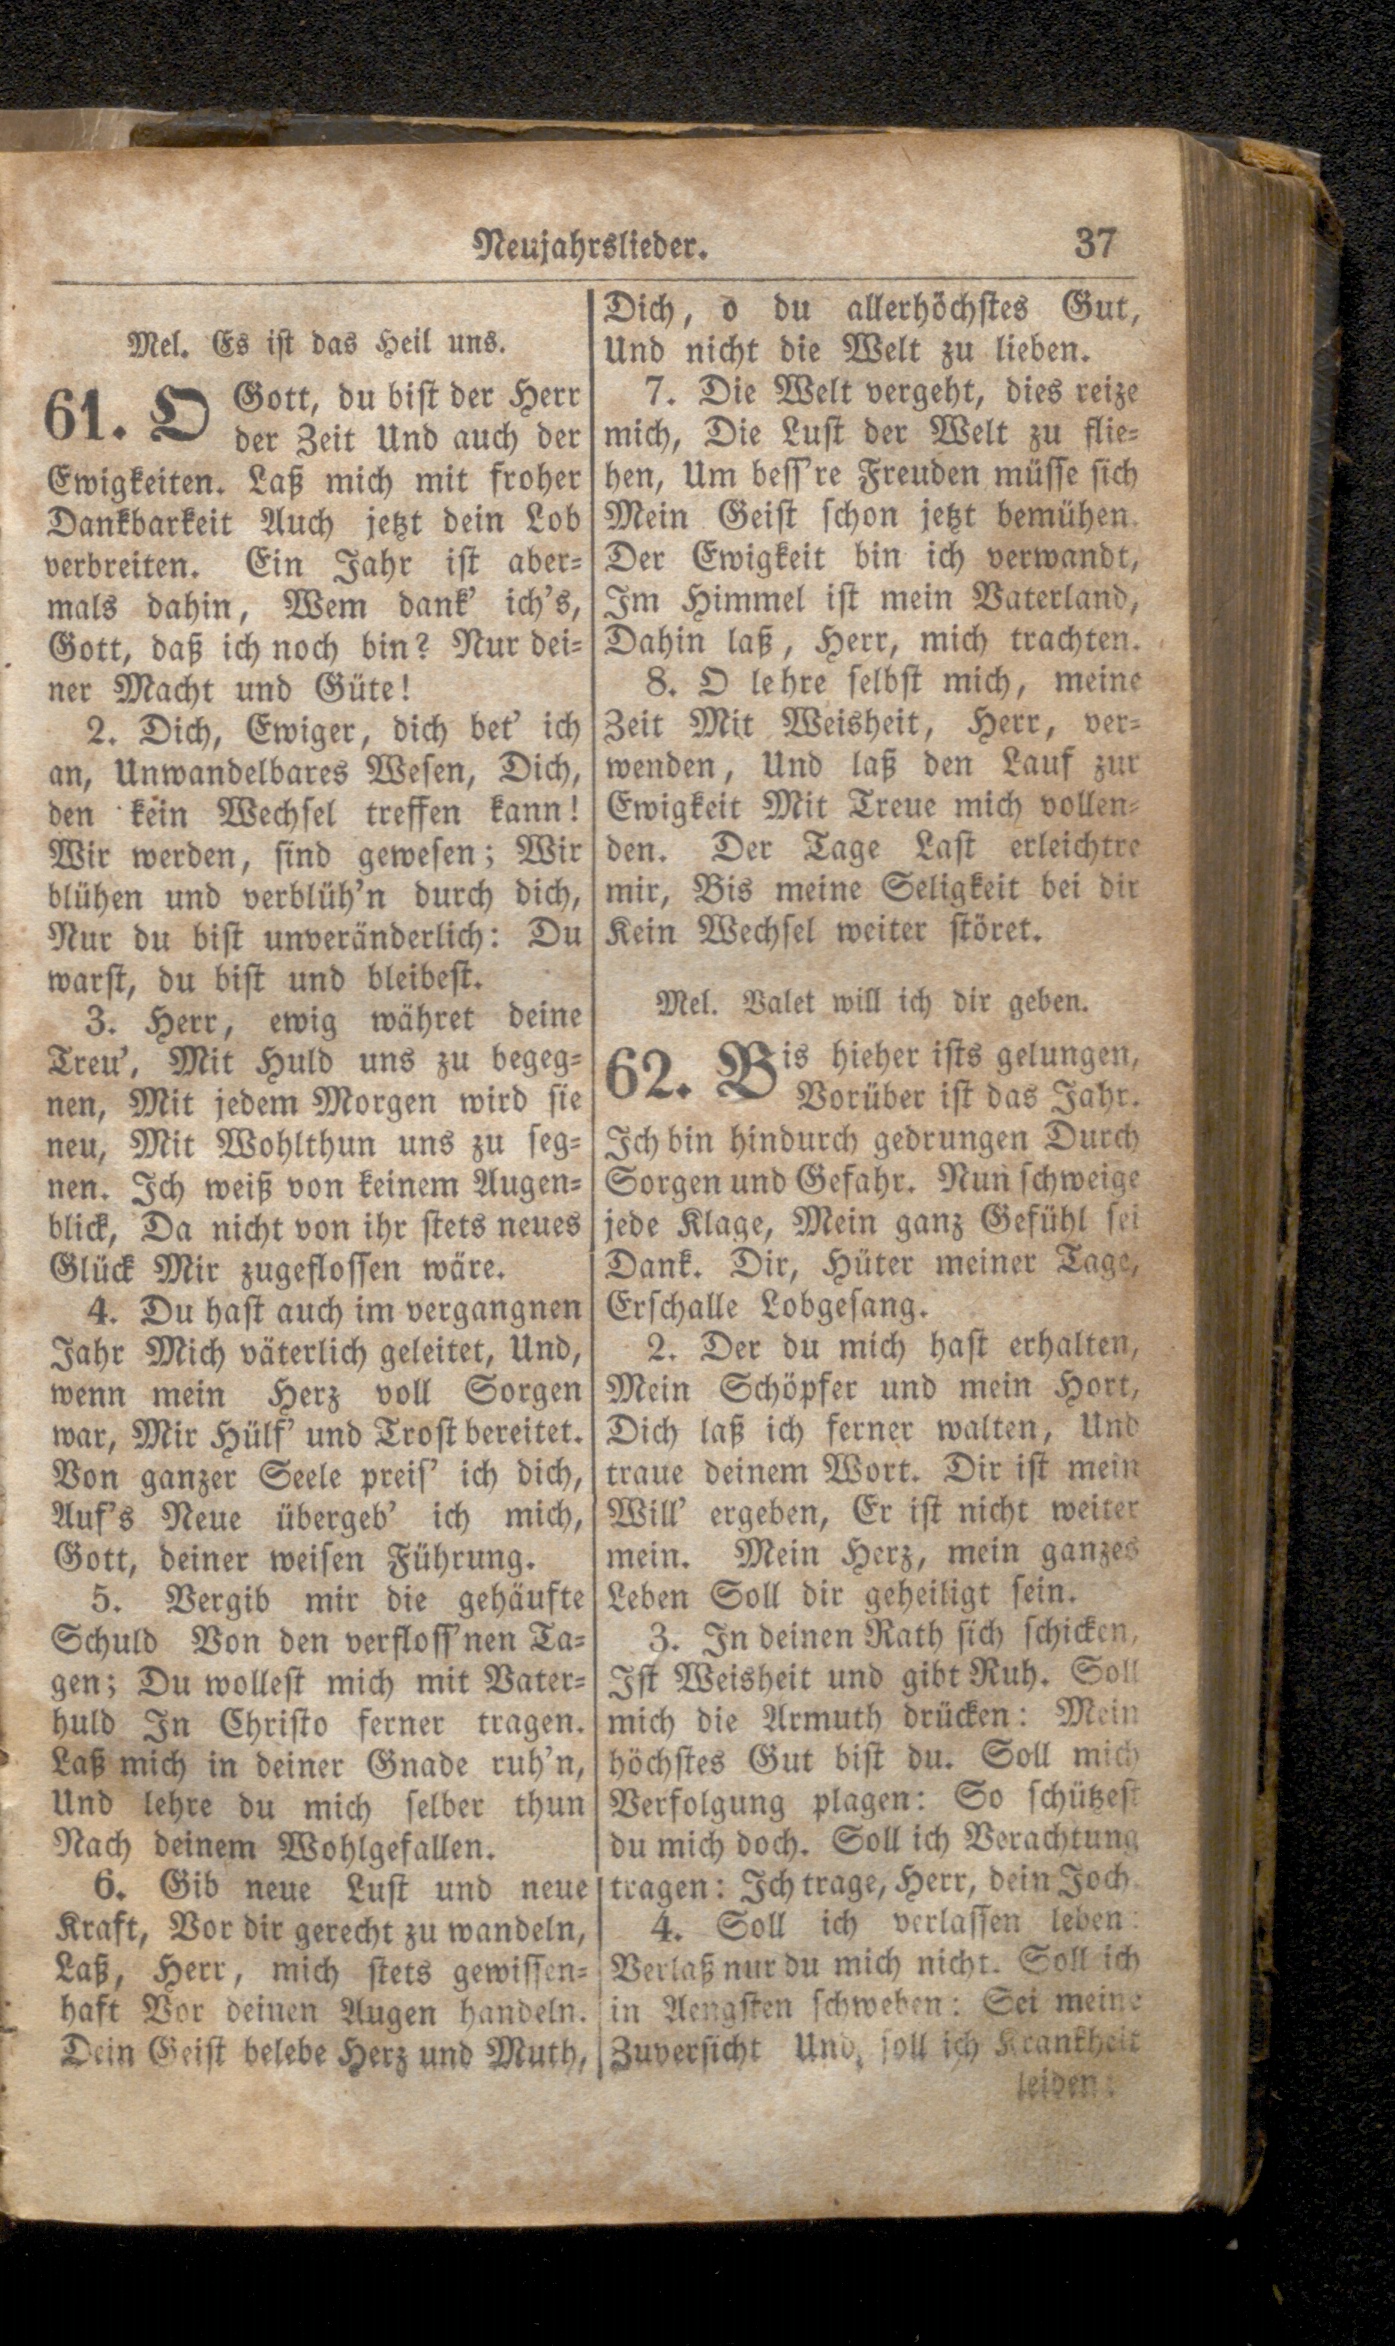 Neujahrslieder. 37
Mel. Es ist das Heil uns.
61. O Gott, du bist der Herr
der Zeit Und auch der
Ewigkeiten. Laß mich mit froher
Dankbarkeit Auch jetzt dein Lob
verbreiten. Ein Jahr ist aber-
mals dahin, Wem dank' ich's,
Gott, daß ich noch bin? Nur dei-
ner Macht und Güte!
2. Dich, Ewiger, dich bet' ich
an, Unwandelbares Wesen, Dich,
den kein Wechsel treffen kann!
Wir werden, sind gewesen; Wir
blühen und verblüh'n durch dich,
Nur du bist unveränderlich: Du
warst, du bist und bleibest.
3. Herr, ewig währet deine
Treu', Mit Huld uns zu begeg-
nen, Mit jedem Morgen wird sie
neu, Mit Wohlthun uns zu seg-
nen. Ich weiß von keinem Augen-
blick, Da nicht von ihr stets neues
Glück Mir zugeflossen wäre.
4. Du hast auch im vergangnen
Jahr Mich väterlich geleitet, Und,
wenn mein Herz voll Sorgen
war, Mir Hülf' und Trost bereitet.
Von ganzer Seele preis' ich dich,
Auf's Neue übergeb' ich mich,
Gott, deiner weisen Führung.
5. Vergib mir die gehäufte
Schuld Von den verfloss'nen Ta-
gen; Du wollest mich mit Vater-
huld In Christo ferner tragen.
Laß mich in deiner Gnade ruh'n,
Und lehre du mich selber thun
Nach deinem Wohlgefallen.
6. Gib neue Lust und neue
Kraft, Vor dir gerecht zu wandeln,
Laß, Herr, mich stets gewissen-
haft Vor deinen Augen handeln.
Dein Geist belebe Herz und Muth,
Dich, o du allerhöchstes Gut,
Und nicht die Welt zu lieben.
7. Die Welt vergeht, dies reize
mich, Die Lust der Welt zu flie-
hen, Um bess're Freuden müsse sich
Mein Geist schon jetzt bemühen.
Der Ewigkeit bin ich verwandt,
Im Himmel ist mein Vaterland,
Dahin laß, Herr, mich trachten.
8. O lehre selbst mich, meine
Zeit Mit Weisheit, Herr, ver-
wenden, Und laß den Lauf zur
Ewigkeit Mit Treue mich vollen-
den. Der Tage Last erleichtre
mir, Bis meine Seligkeit bei dir
Kein Wechsel weiter störet.
Mel. Valet will ich dir geben.
62. Bis hieher ists gelungen,
Vorüber ist das Jahr.
Ich bin hindurch gedrungen Durch
Sorgen und Gefahr. Nun schweige
jede Klage, Mein ganz Gefühl sei
Dank. Dir, Hüter meiner Tage,
Erschalle Lobgesang.
2. Der du mich hast erhalten,
Mein Schöpfer und mein Hort,
Dich laß ich ferner walten, Und
traue deinem Wort. Dir ist mein
Will' ergeben, Er ist nicht weiter
mein. Mein Herz, mein ganzes
Leben Soll dir geheiligt sein.
3. In deinen Rath sich schicken,
Ist Weisheit und gibt Ruh. Soll
mich die Armuth drücken: Mein
höchstes Gut bist du. Soll mich
Verfolgung plagen: So schützest
du mich doch. Soll ich Verachtung
tragen: Ich trage, Herr, dein Joch.
4. Soll ich verlassen leben:
Verlaß nur du mich nicht. Soll ich
in Aengsten schweben: Sei meine
Zuversicht Und, soll ich Krankheit
leiden: